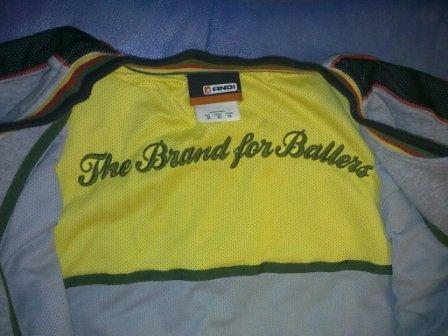 AND1
The Brand for Ballers